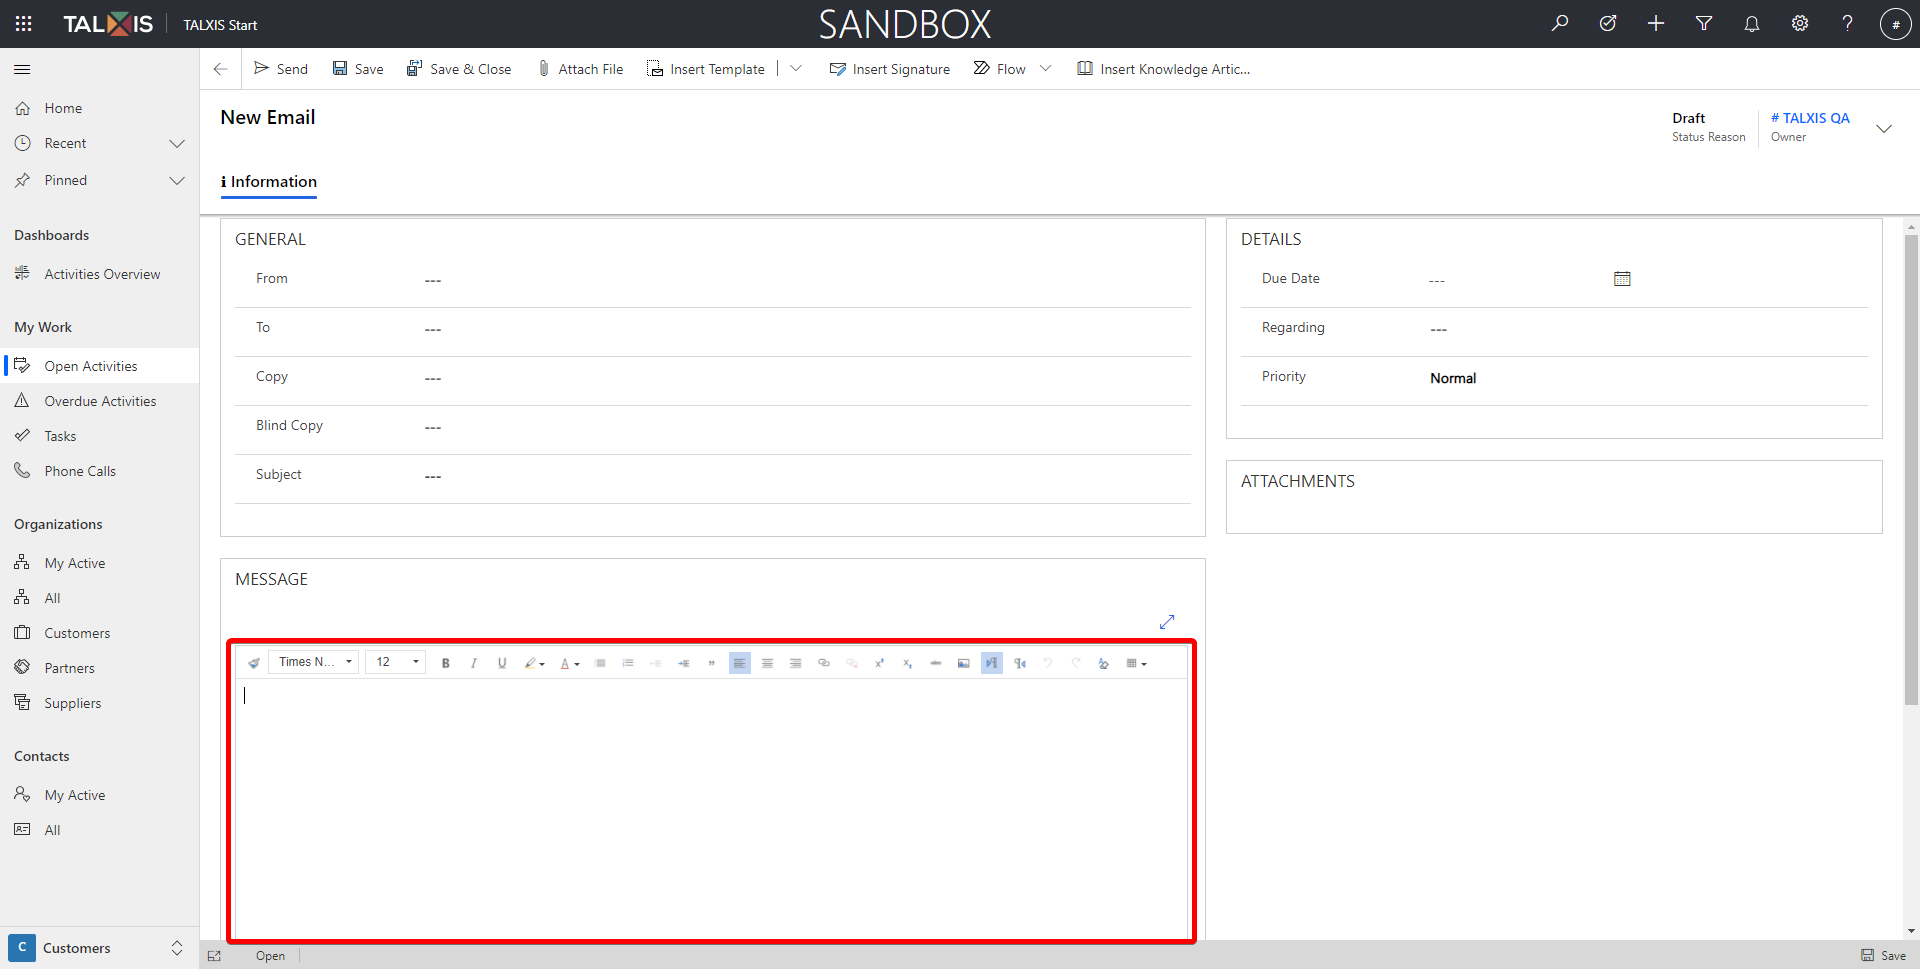 TALXIS
TALXIS Start
SANDBOX
#
Send
Save
Save & Close
Attach File
Insert Template
Insert Signature
Flow
Insert Knowledge Artic...
Home
Recent
Pinned
Dashboards
Activities Overview
My Work
Open Activities
Overdue Activities
Tasks
Phone Calls
Organizations
My Active
All
Customers
Partners
Suppliers
Contacts
My Active
All
C Customers
New Email
Draft
Status Reason
# TALXIS QA
Owner
Information
GENERAL
From ---
To ---
Copy ---
Blind Copy ---
Subject ---
DETAILS
Due Date ---
Regarding ---
Priority Normal
ATTACHMENTS
MESSAGE
Times N... 12 B I U A
Open
Save